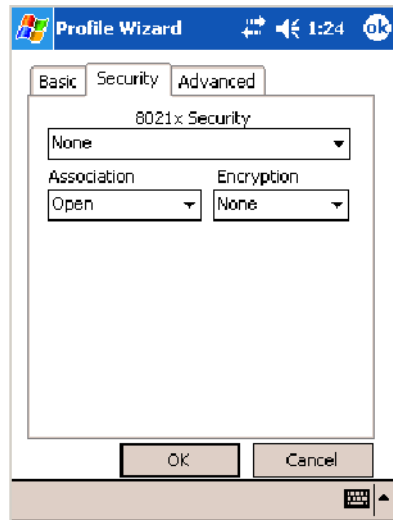 Profile Wizard 1:24 ok
Basic Security Advanced
8021x Security
None
Association Encryption
Open None
OK Cancel